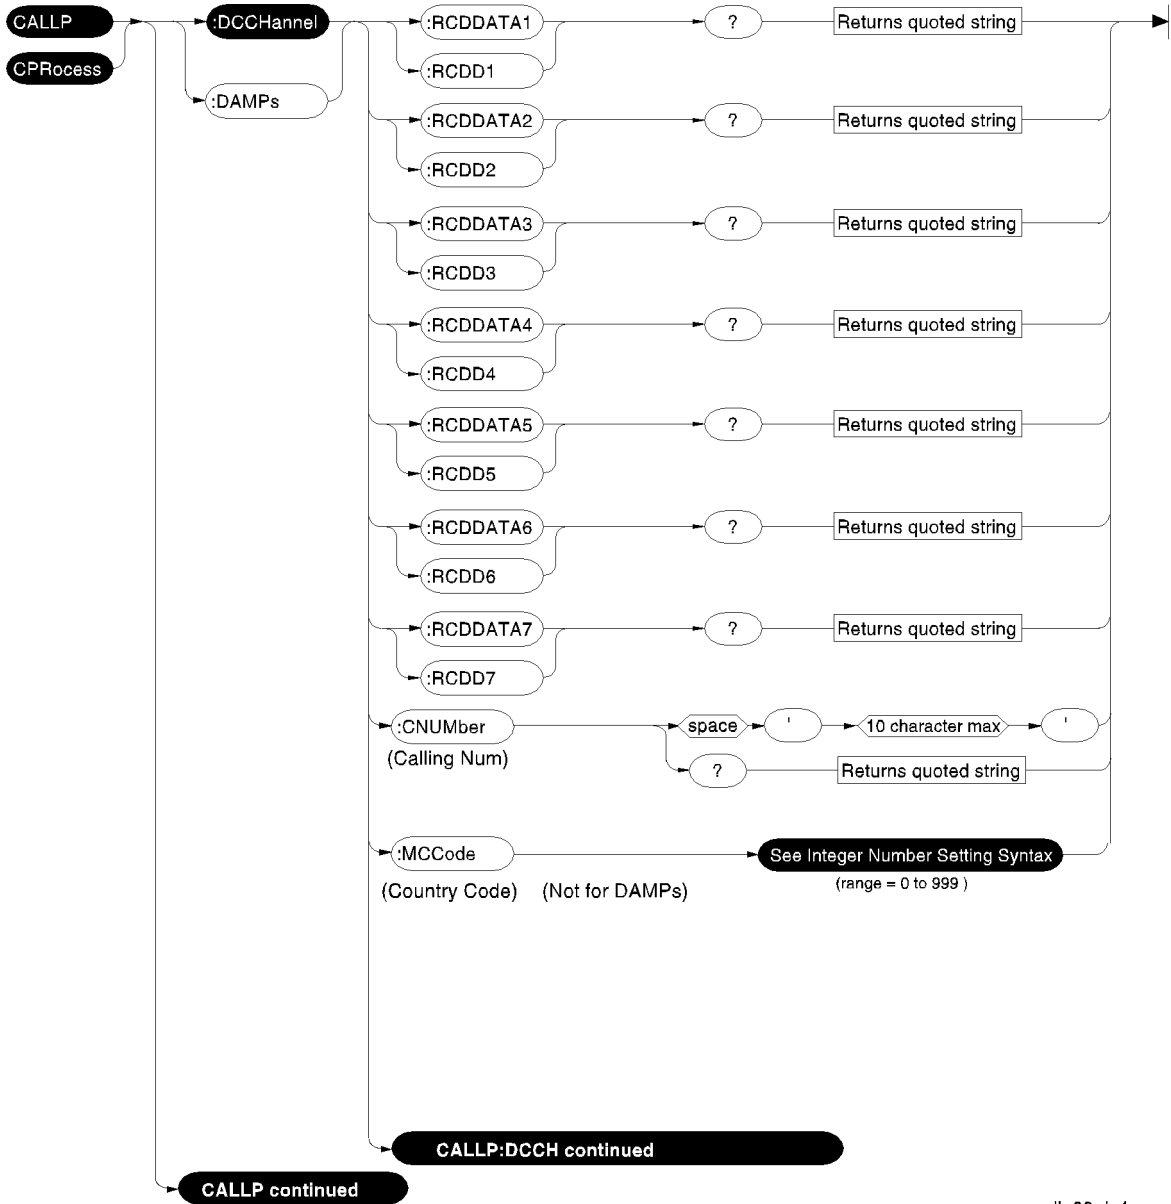 CALLP :DCCHannel :RCDDATA1 ? Returns quoted string
CPRocess :RCDD1
:DAMPs
:RCDDATA2 ? Returns quoted string
:RCDD2
:RCDDATA3 ? Returns quoted string
:RCDD3
:RCDDATA4 ? Returns quoted string
:RCDD4
:RCDDATA5 ? Returns quoted string
:RCDD5
:RCDDATA6 ? Returns quoted string
:RCDD6
:RCDDATA7 ? Returns quoted string
:RCDD7
:CNUMber space ' 10 character max '
(Calling Num) ? Returns quoted string
:MCCode See Integer Number Setting Syntax
(Country Code) (Not for DAMPs) (range = 0 to 999 )
CALLP:DCCH continued
CALLP continued